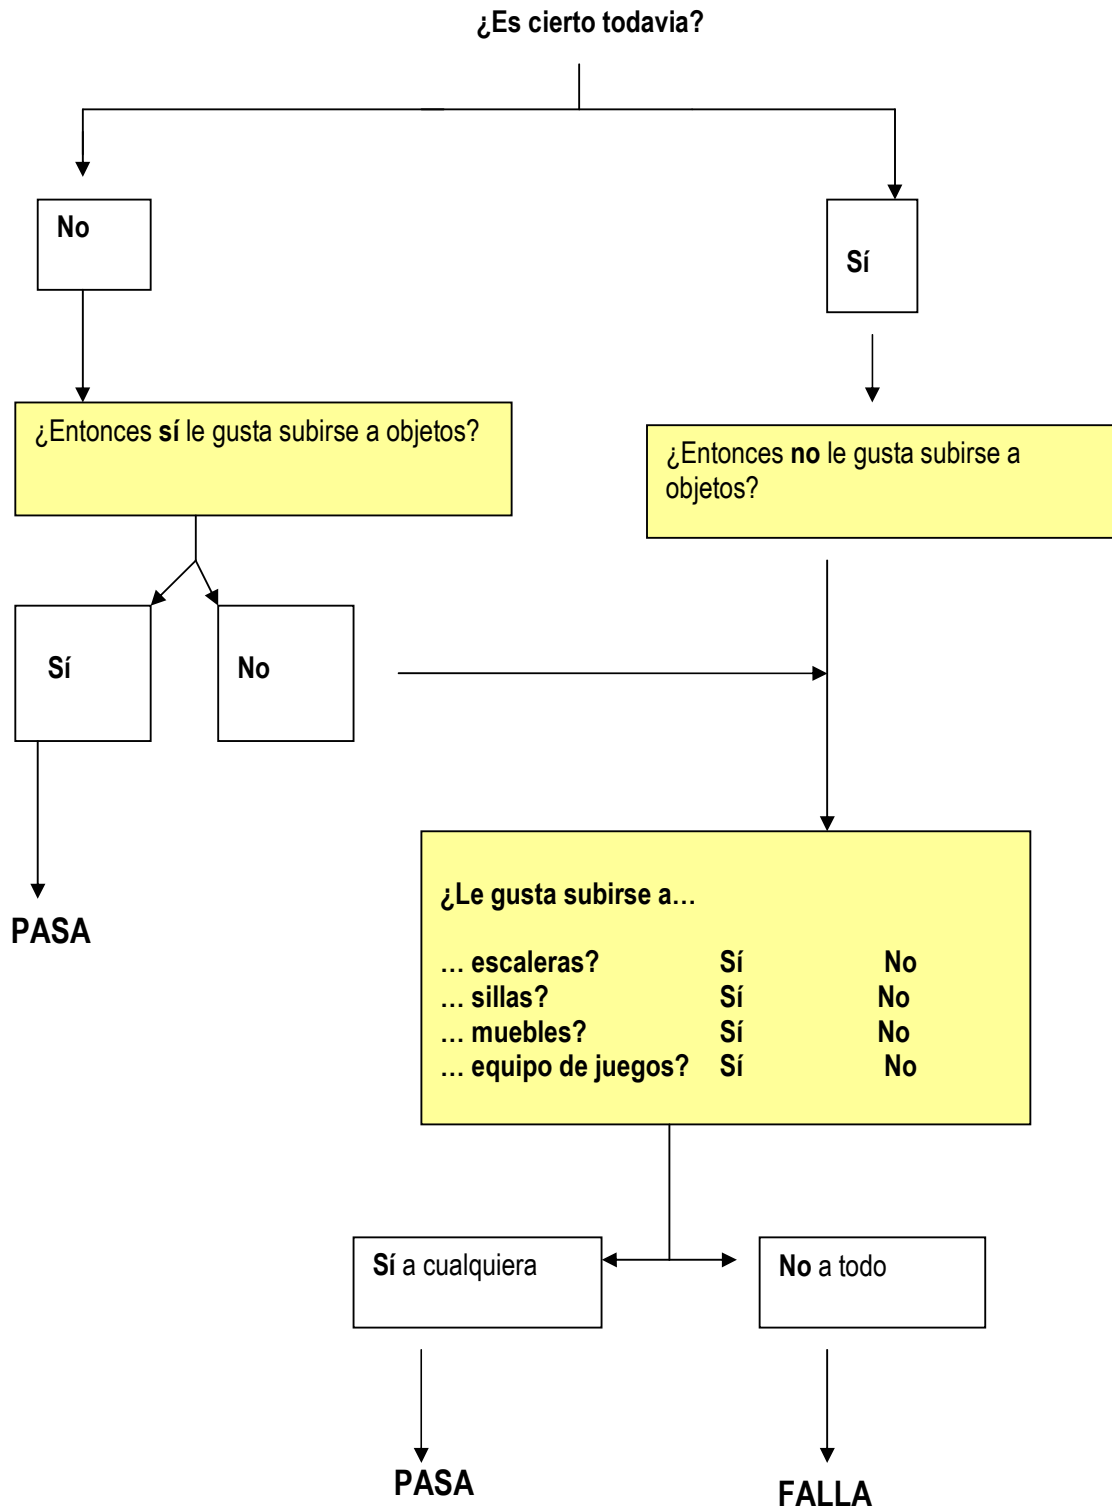 ¿Es cierto todavia?
No
Sí
¿Entonces sí le gusta subirse a objetos?
¿Entonces no le gusta subirse a
objetos?
Sí
No
PASA
¿Le gusta subirse a…
… escaleras? Sí No
… sillas? Sí No
… muebles? Sí No
… equipo de juegos? Sí No
Sí a cualquiera
No a todo
PASA
FALLA